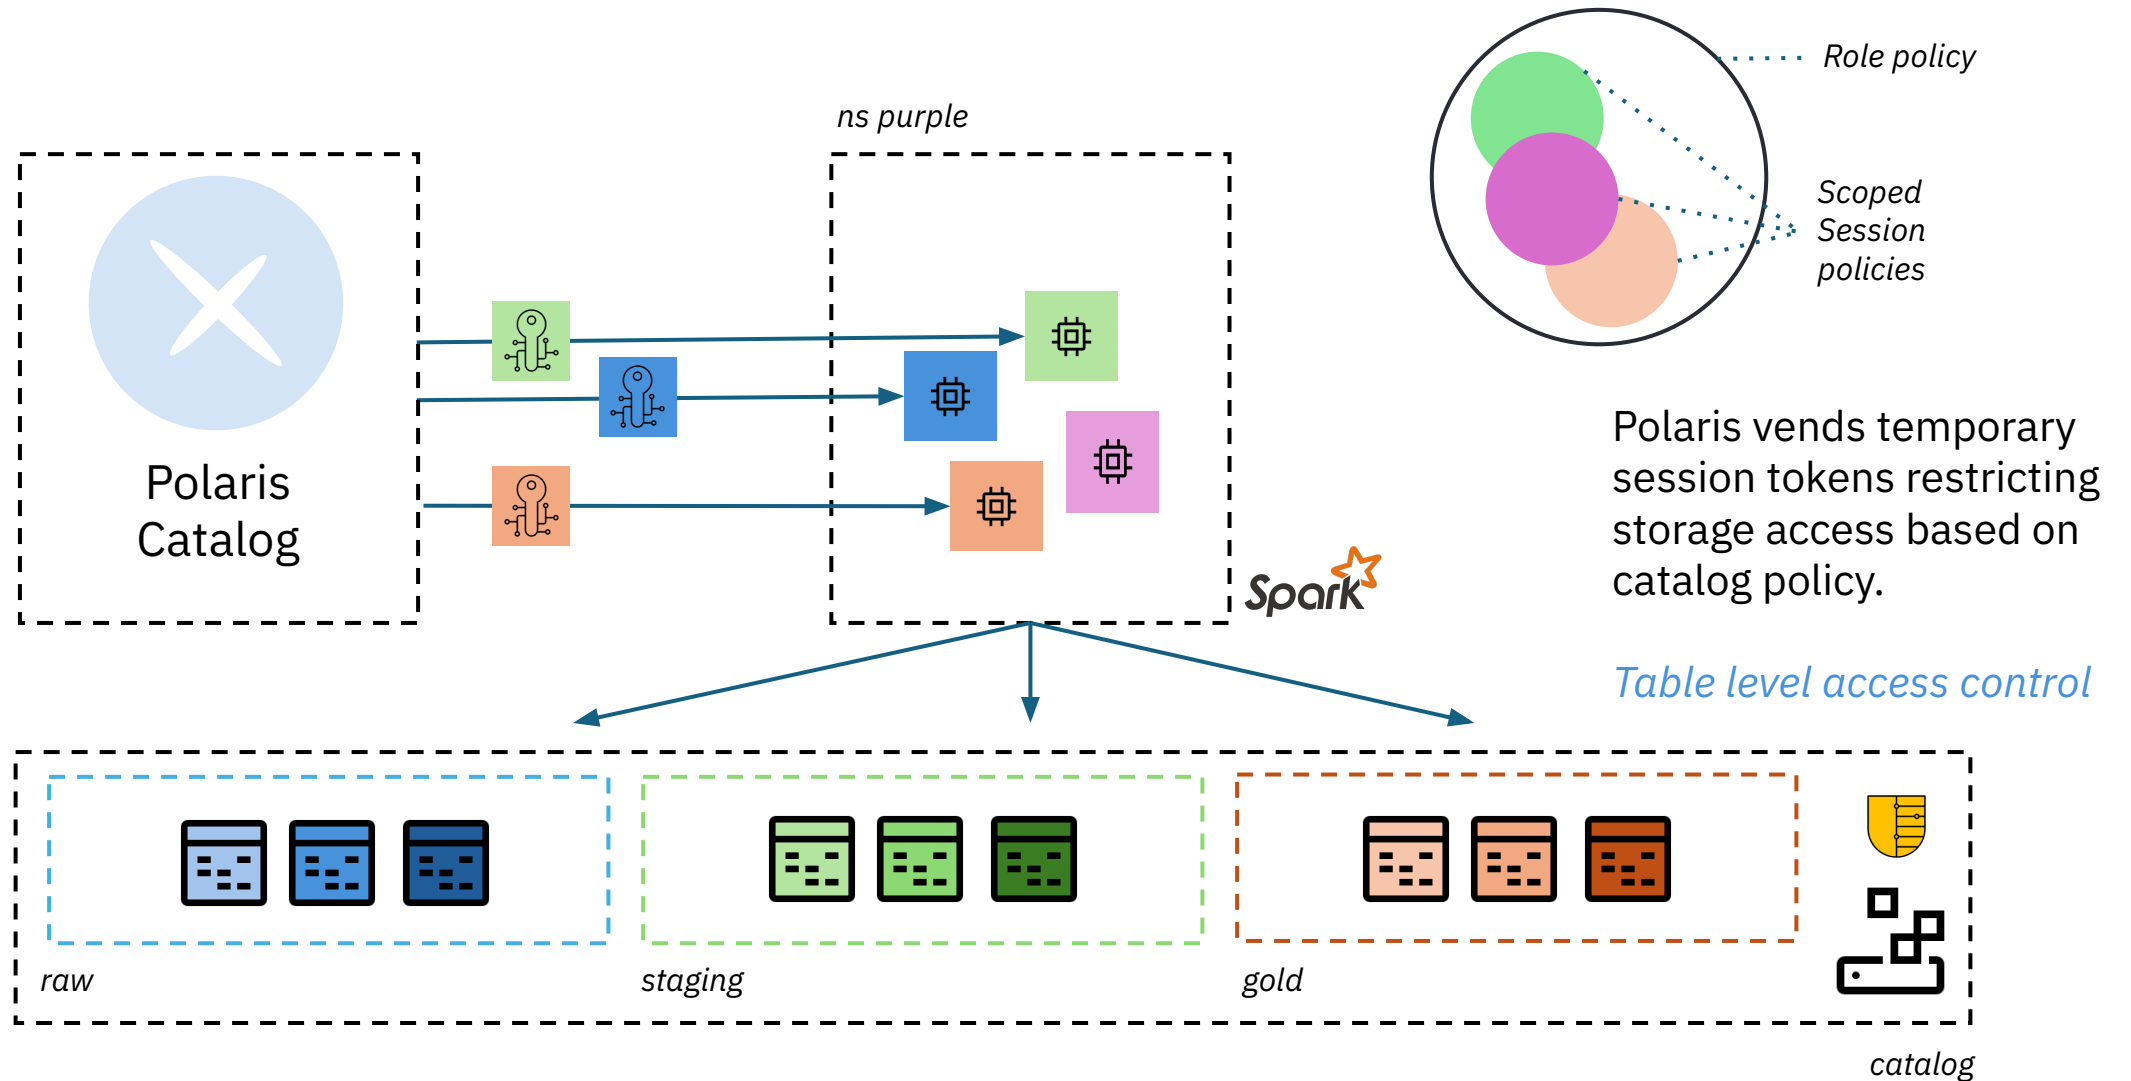 Role policy
ns purple
Scoped
Session
policies
Polaris
Catalog
Spark
Polaris vends temporary
session tokens restricting
storage access based on
catalog policy.
Table level access control
raw
staging
gold
catalog